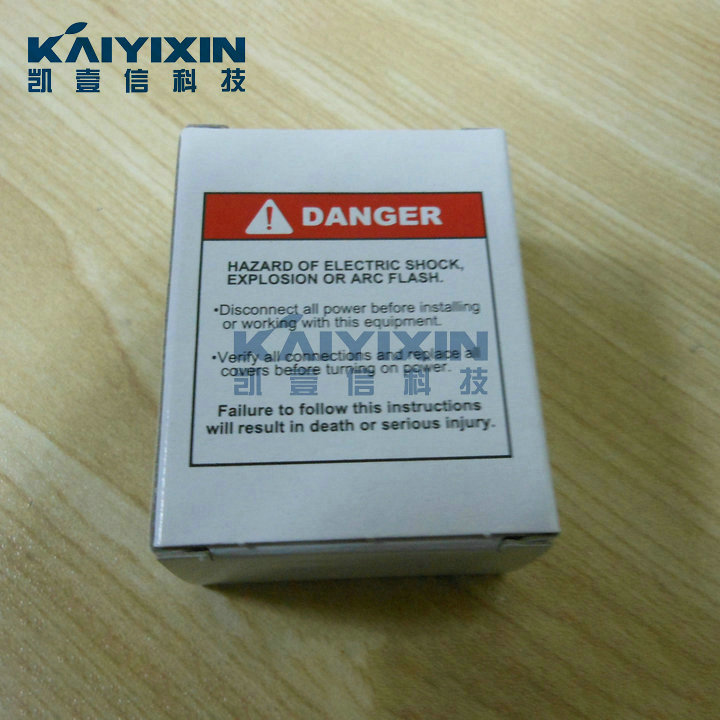 KAIYIXIN
凯壹信科技
DANGER
HAZARD OF ELECTRIC SHOCK,
EXPLOSION OR ARC FLASH.
•Disconnect all power before installing
or working with this equipment.
KAIYIXIN
•Verify all connections and replace all
covers before turning on power.
凯壹信科技
Failure to follow this instructions
will result in death or serious injury.